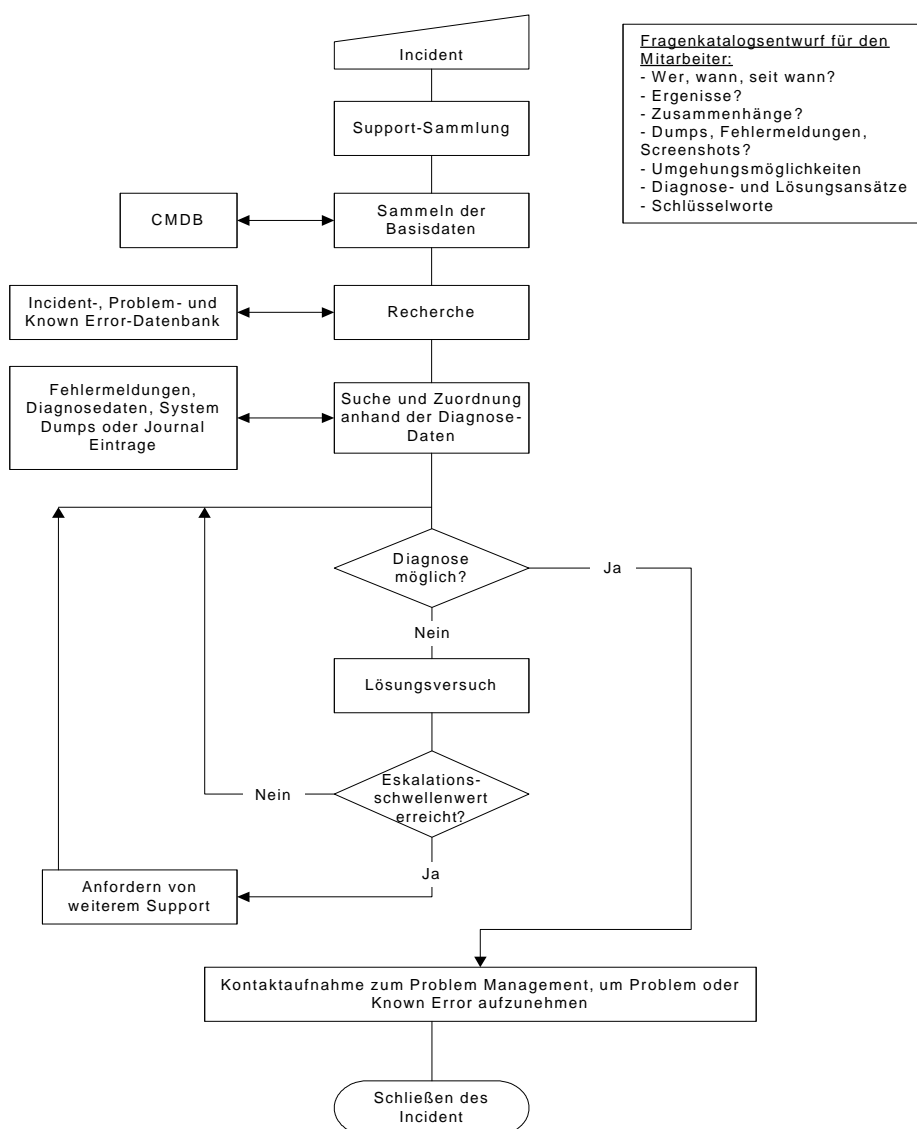 Incident
Fragenkatalogsentwurf für den
Mitarbeiter:
- Wer, wann, seit wann?
- Ergenisse?
- Zusammenhänge?
- Dumps, Fehlermeldungen,
Screenshots?
- Umgehungsmöglichkeiten
- Diagnose- und Lösungsansätze
- Schlüsselworte
Support-Sammlung
CMDB
Sammeln der
Basisdaten
Incident-, Problem- und
Known Error-Datenbank
Recherche
Fehlermeldungen,
Diagnosedaten, System
Dumps oder Journal
Eintrage
Suche und Zuordnung
anhand der Diagnose-
Daten
Diagnose
möglich?
Ja
Nein
Lösungsversuch
Eskalations-
schwellenwert
erreicht?
Nein
Ja
Anfordern von
weiterem Support
Kontaktaufnahme zum Problem Management, um Problem oder
Known Error aufzunehmen
Schließen des
Incident